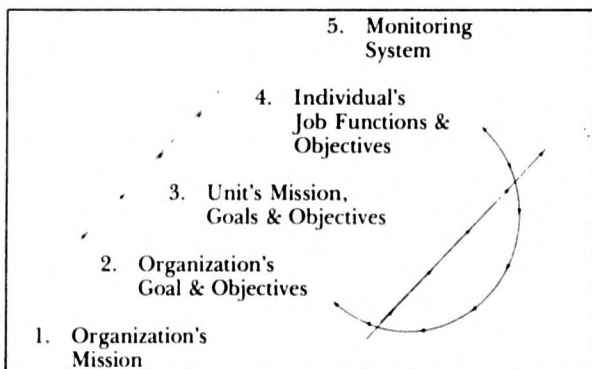 5. Monitoring
System
4. Individual's
Job Functions &
Objectives
3. Unit's Mission,
Goals & Objectives
2. Organization's
Goal & Objectives
1. Organization's
Mission